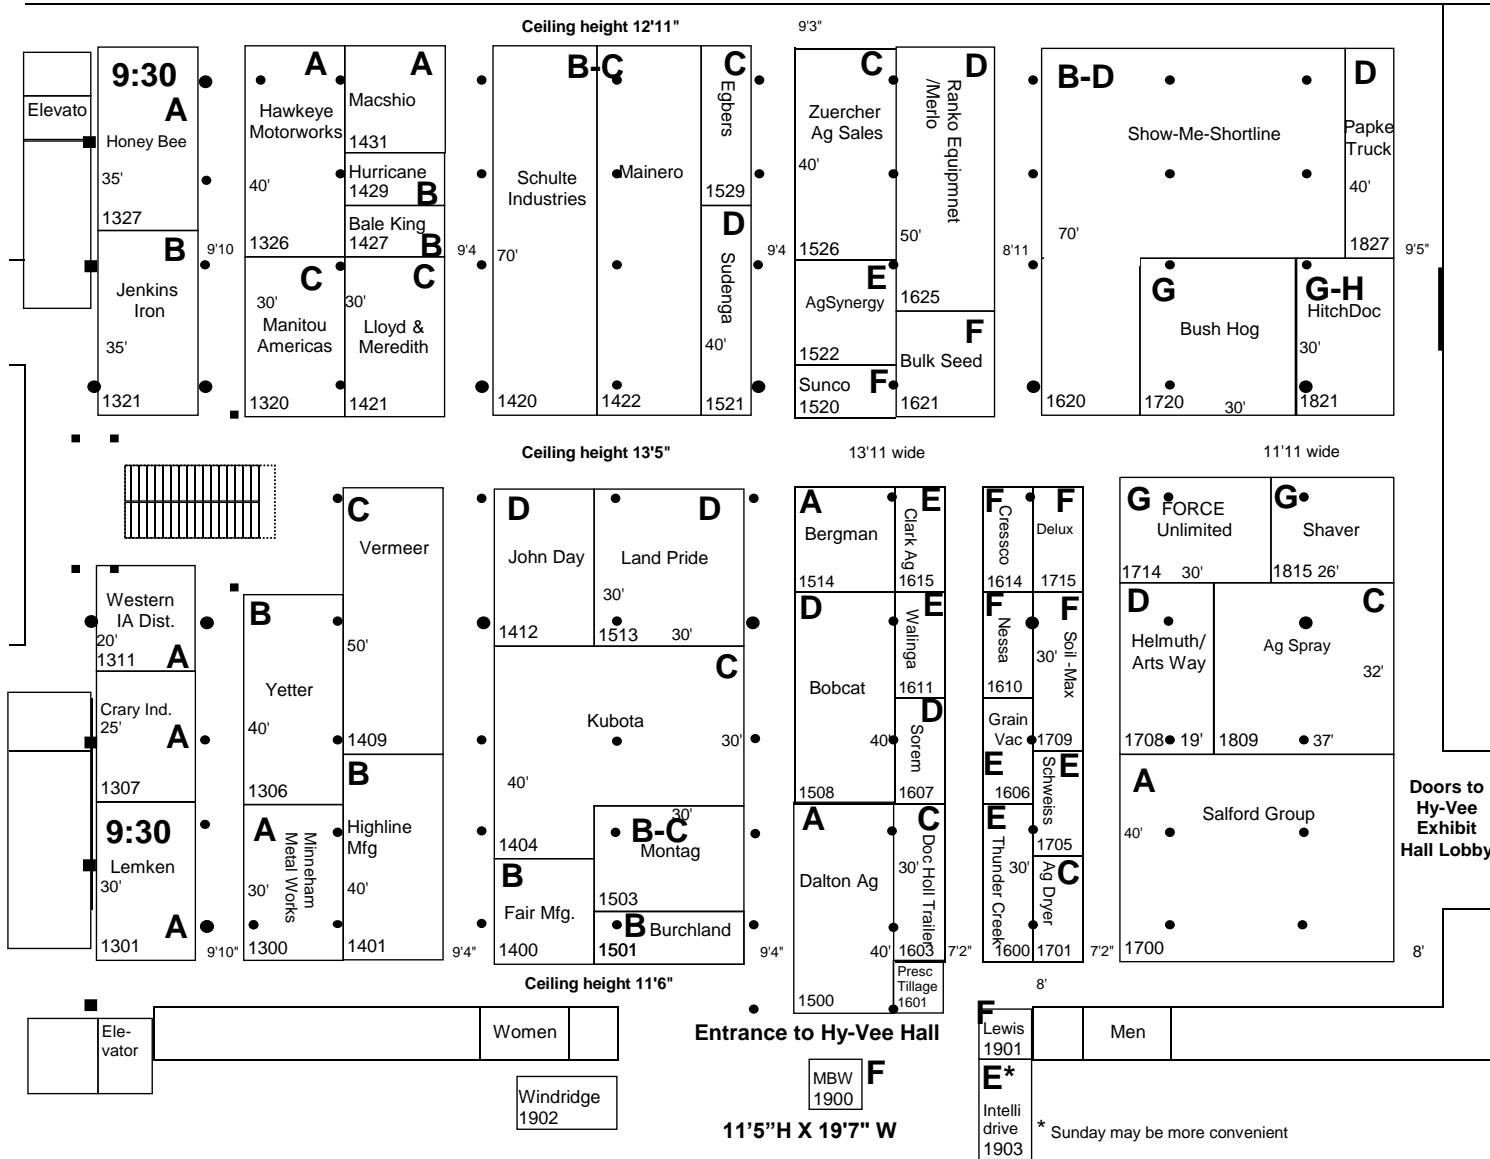 Ceiling height 12'11"
9'3"
Elevato
9:30
A
Honey Bee
35'
1327
B
Jenkins
Iron
35'
1321
9'10
A
Hawkeye
Motorworks
40'
1326
A
Macshio
1431
Hurricane
1429
B
Bale King
1427
B
C
30'
Manitou
Americas
1320
C
30'
Lloyd &
Meredith
1421
9'4
B-C
Schulte
Industries
70'
1420
Mainero
1422
C
Egbers
1529
D
Sudenga
40'
1521
9'4
C
Zuercher
Ag Sales
40'
1526
E
AgSynergy
1522
Sunco
F
1520
D
Ranko Equipmnet
/Merlo
50'
1625
F
Bulk Seed
1621
8'11
B-D
Show-Me-Shortline
70'
1620
D
Papke
Truck
40'
1827
G
Bush Hog
1720
30'
G-H
HitchDoc
30'
1821
9'5"
Ceiling height 13'5"
13'11 wide
11'11 wide
Western
IA Dist.
20'
1311
A
Crary Ind.
25'
A
1307
9:30
Lemken
30'
A
1301
9'10"
C
Vermeer
50'
1409
B
Yetter
40'
1306
A
Minneham
Metal Works
30'
1300
B
Highline
Mfg
40'
1401
9'4"
D
John Day
1412
D
Land Pride
30'
1513
30'
C
Kubota
30'
40'
1404
30'
B-C
Montag
1503
B
Fair Mfg.
1400
B Burchland
1501
9'4"
A
Bergman
1514
E
Clark Ag
1615
D
Bobcat
40'
1508
E
Walinga
1611
D
Sorem
1607
A
Dalton Ag
40'
1500
C
Doc Holl Trailer
30'
1603
Presc
Tillage
1601
7'2"
F
Cressco
1614
F
Delux
1715
F
Nessa
1610
F
Soil -Max
30'
1709
Grain
Vac
E
1606
E
Schweiss
1705
E
Thunder Creek
30'
1600
C
Ag Dryer
1701
7'2"
8'
G
FORCE
Unlimited
1714 30'
G
Shaver
1815 26'
D
Helmuth/
Arts Way
1708 19'
C
Ag Spray
32'
1809
37'
A
Salford Group
40'
1700
Doors to
Hy-Vee
Exhibit
Hall Lobby
8'
Ceiling height 11'6"
Ele-
vator
Women
Entrance to Hy-Vee Hall
F
Lewis
1901
Men
Windridge
1902
MBW
1900
F
E*
Intelli
drive
1903
11'5"H X 19'7" W
* Sunday may be more convenient